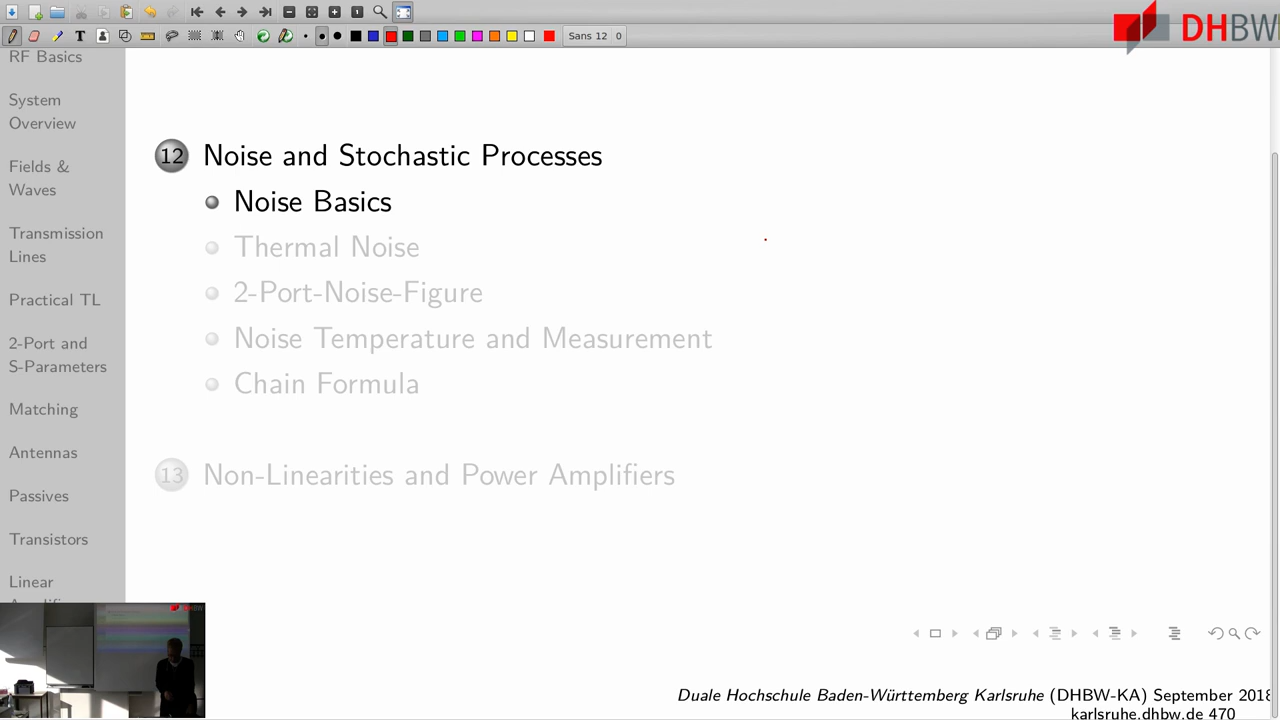 T
Sans 12
0
DHBW
RF Basics
System
Overview
Fields &
Waves
Transmission
Lines
Practical TL
2-Port and
S-Parameters
Matching
Antennas
Passives
Transistors
Linear
12 Noise and Stochastic Processes
Noise Basics
Thermal Noise
2-Port-Noise-Figure
Noise Temperature and Measurement
Chain Formula
13 Non-Linearities and Power Amplifiers
Duale Hochschule Baden-Württemberg Karlsruhe (DHBW-KA) September 2018
karlsruhe.dhbw.de 470
DHBW